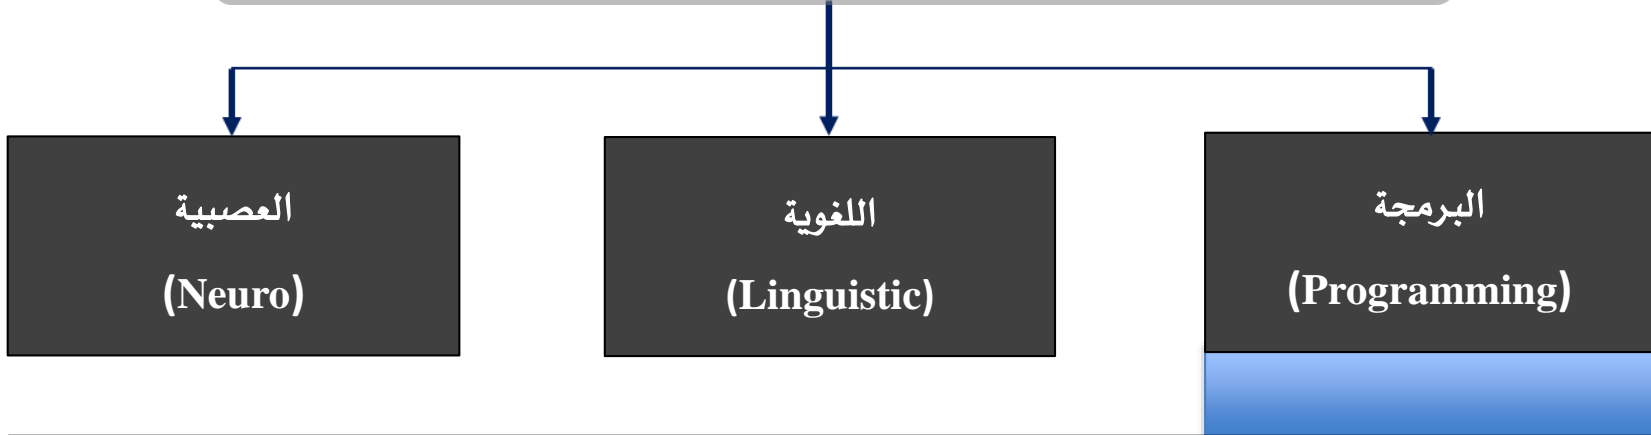 البرمجة
(Programming)
اللغوية
(Linguistic)
العصبية
(Neuro)